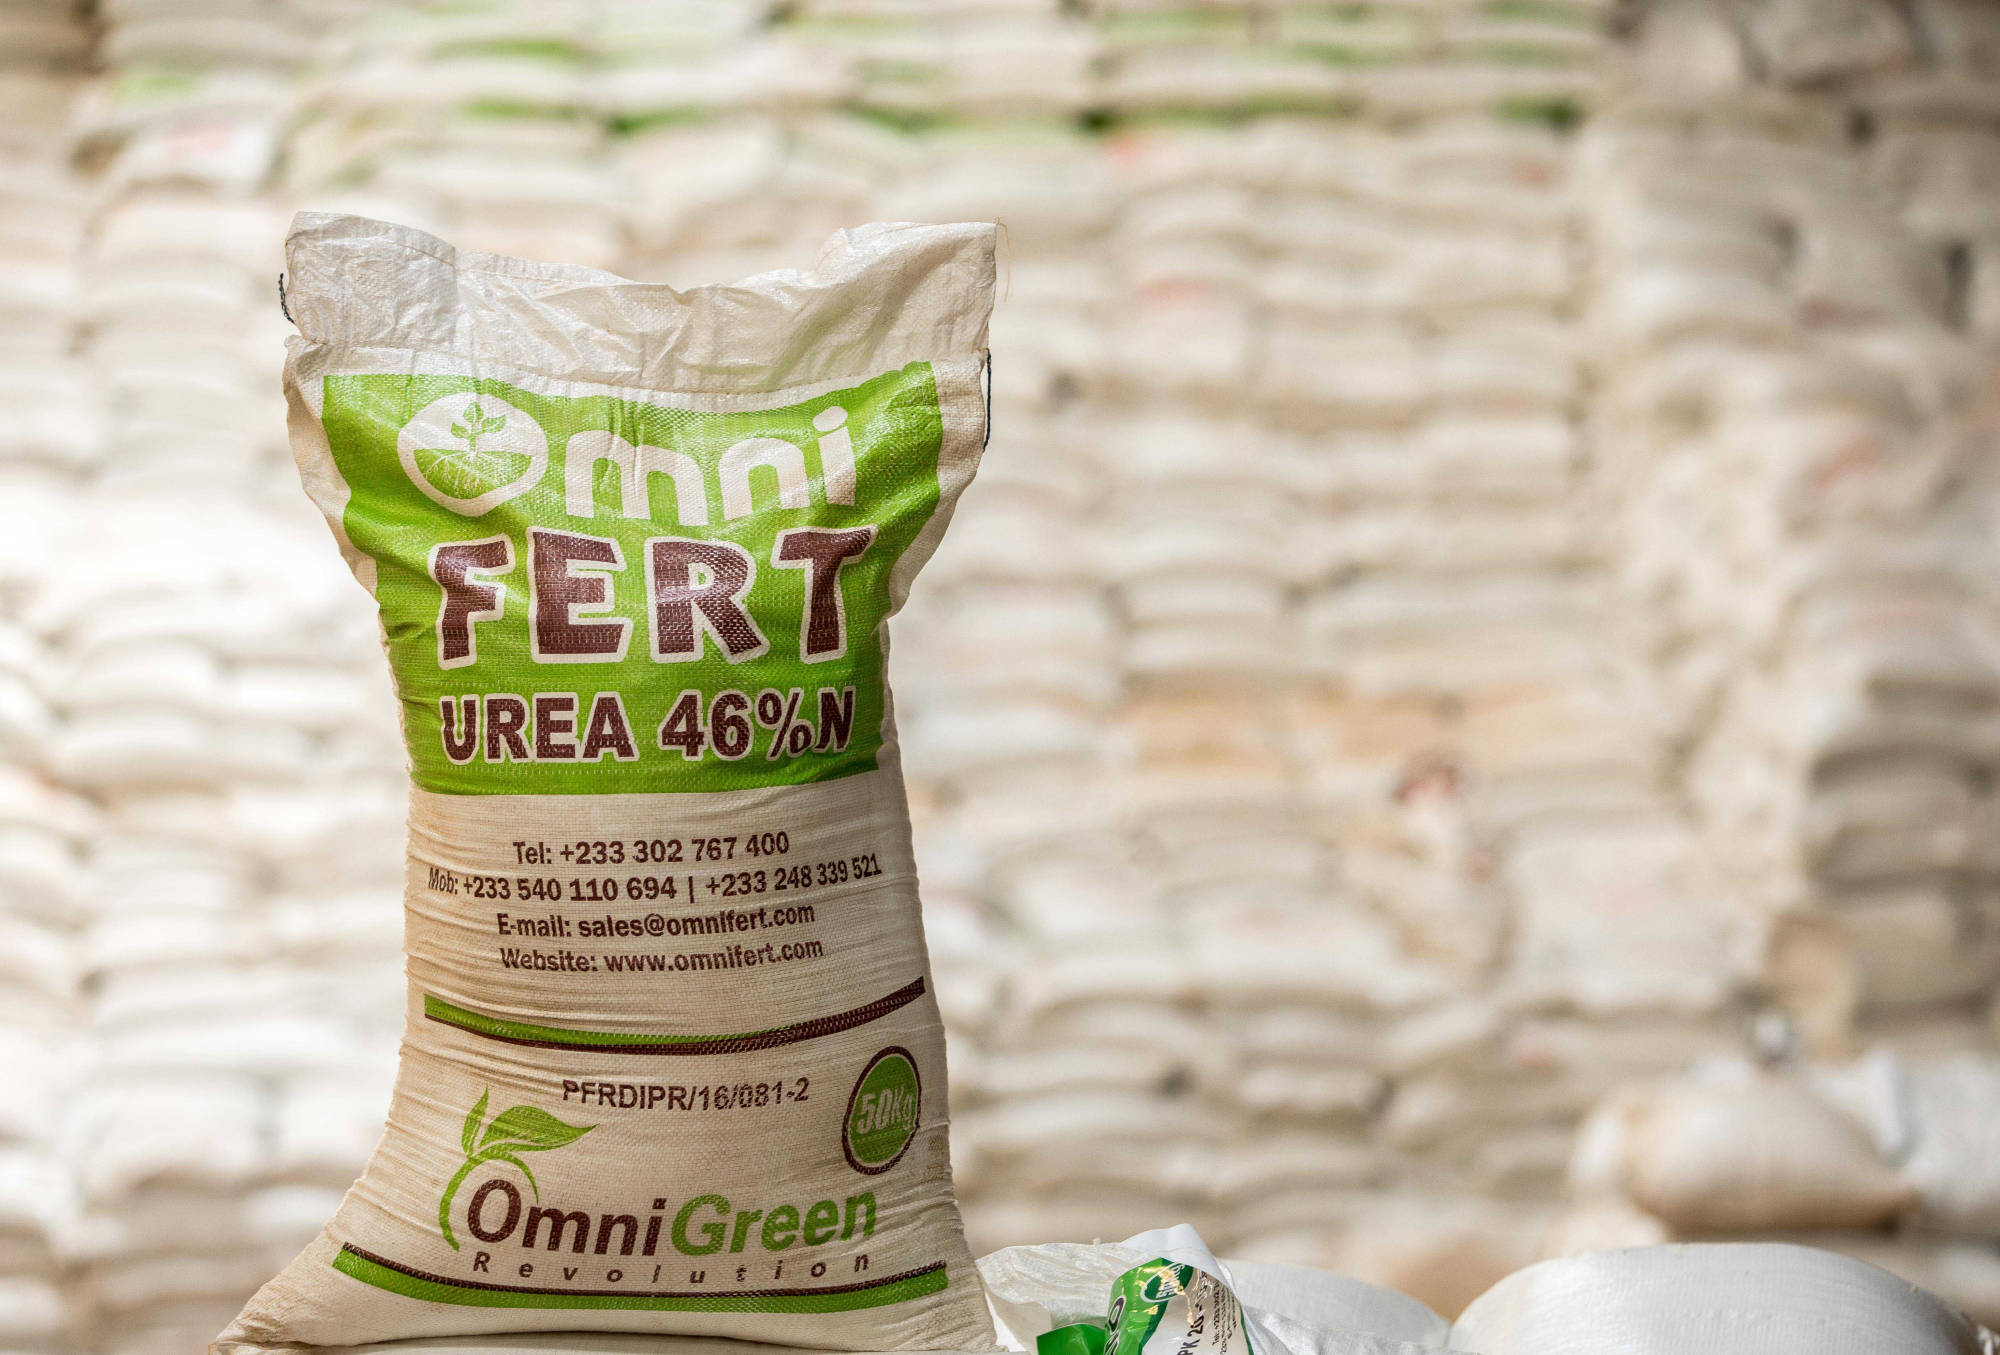 Omni
FERT
UREA 46%N
Tel: +233 302 767 400
Mob: +233 540 110 694 | +233 248 339 521
E-mail: sales@omnifert.com
Website: www.omnifert.com
PFRDIPR/16/081-2
50Kg
OmniGreen
Revolution